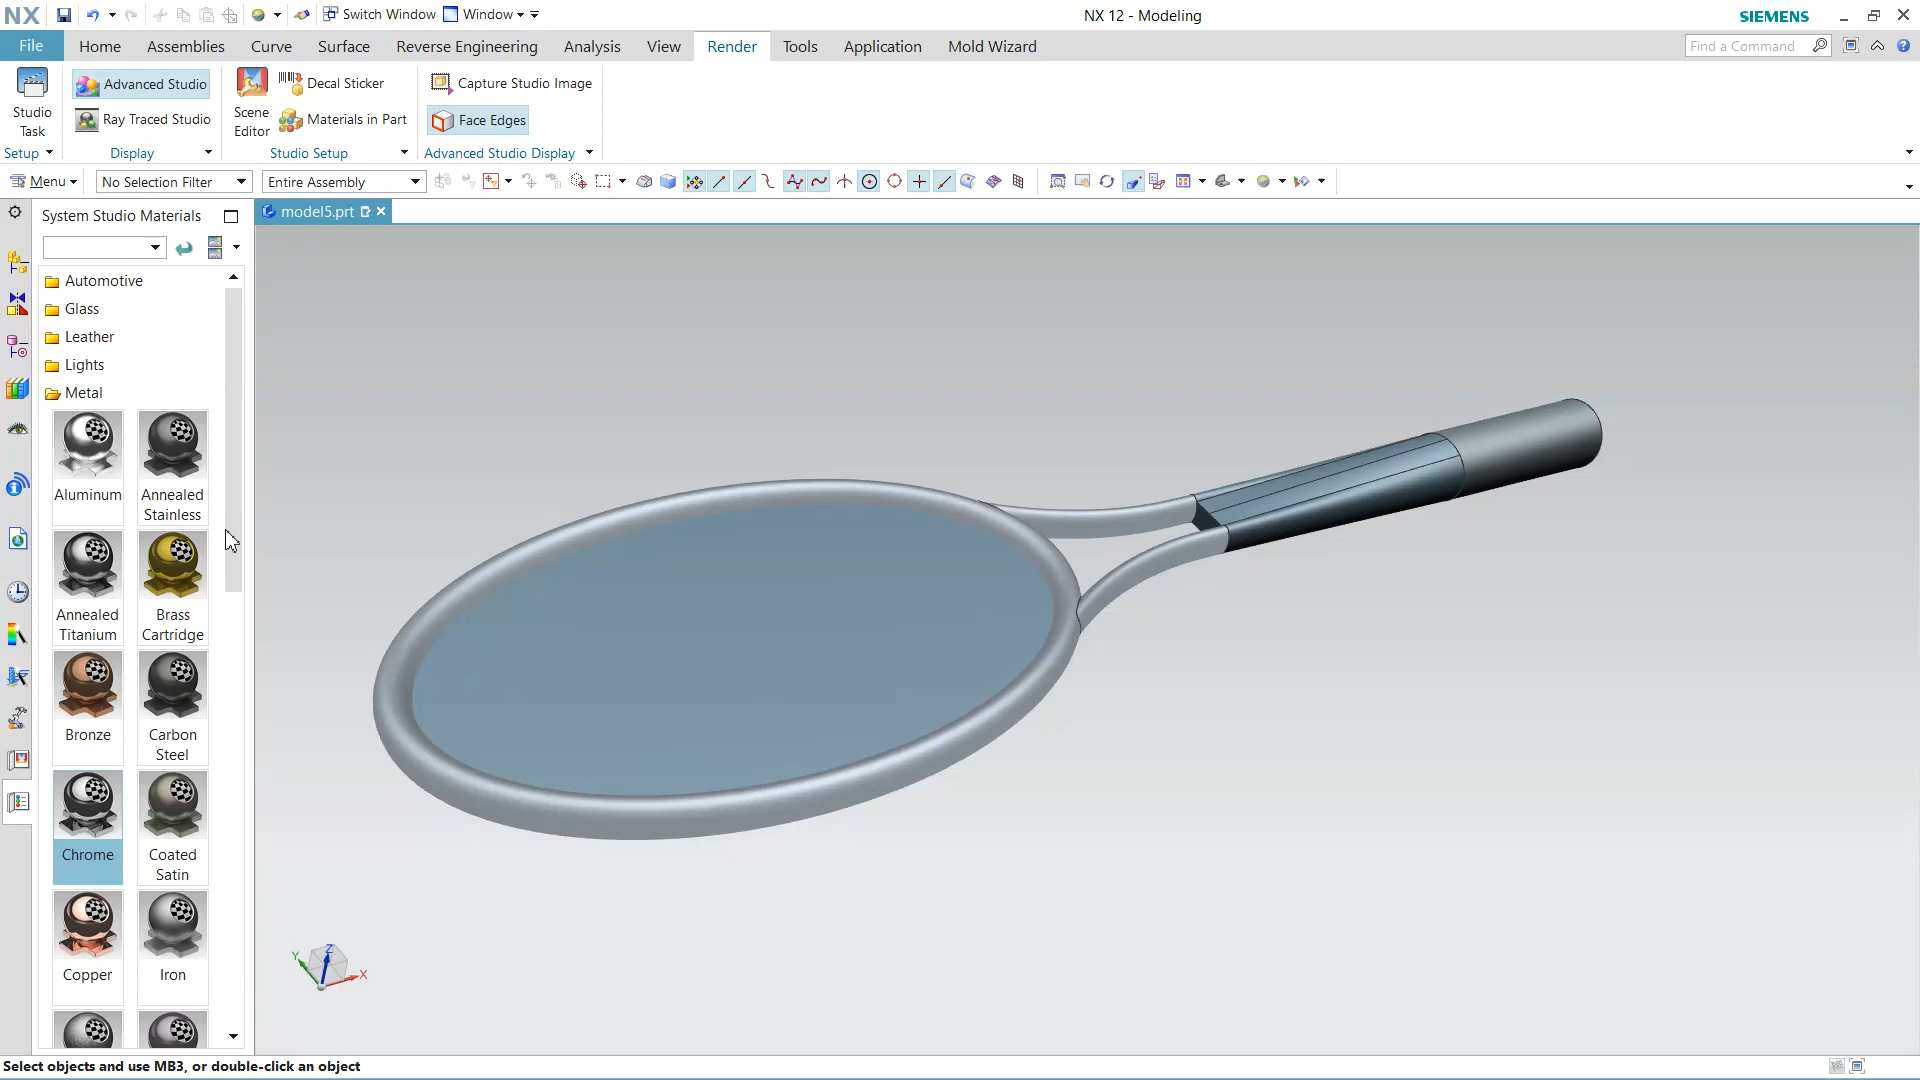 NX
Switch Window
Window
NX 12 - Modeling
SIEMENS
File
Home
Assemblies
Curve
Surface
Reverse Engineering
Analysis
View
Render
Tools
Application
Mold Wizard
Find a Command
Studio
Task
Setup
Advanced Studio
Ray Traced Studio
Display
Scene
Editor
Decal Sticker
Materials in Part
Studio Setup
Capture Studio Image
Face Edges
Advanced Studio Display
Menu
No Selection Filter
Entire Assembly
System Studio Materials
model5.prt
Automotive
Glass
Leather
Lights
Metal
Aluminum
Annealed
Stainless
Annealed
Titanium
Brass
Cartridge
Bronze
Carbon
Steel
Chrome
Coated
Satin
Copper
Iron
Z
Y
X
Select objects and use MB3, or double-click an object